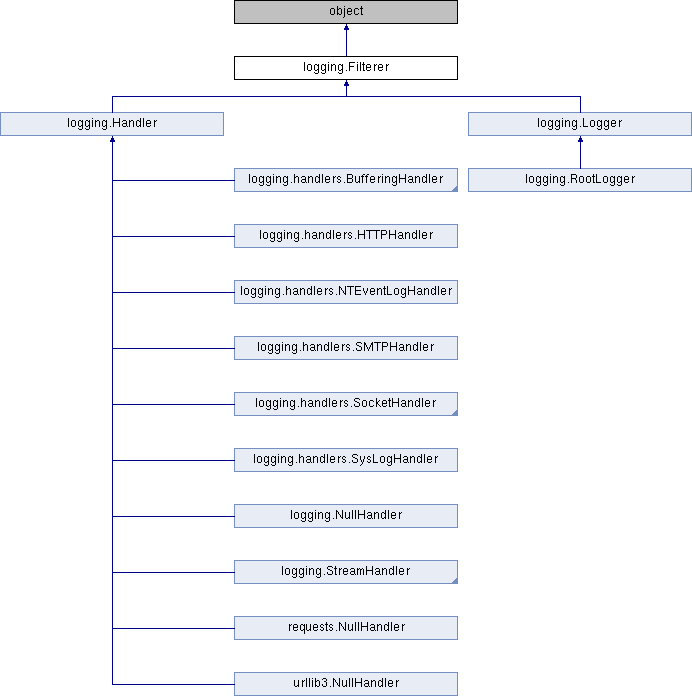 object
logging.Filterer
logging.Handler
logging.Logger
logging.handlers.BufferingHandler
logging.RootLogger
logging.handlers.HTTPHandler
logging.handlers.NTEventLogHandler
logging.handlers.SMTPHandler
logging.handlers.SocketHandler
logging.handlers.SysLogHandler
logging.NullHandler
logging.StreamHandler
requests.NullHandler
urllib3.NullHandler